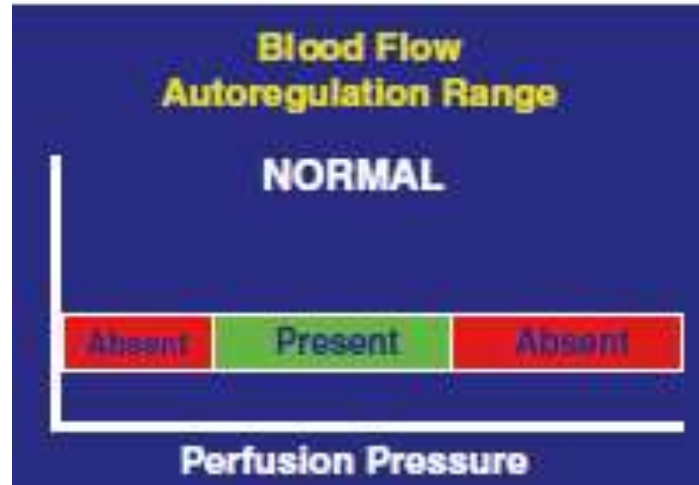 Blood Flow
Autoregulation Range
NORMAL
Absent Present Absent
Perfusion Pressure